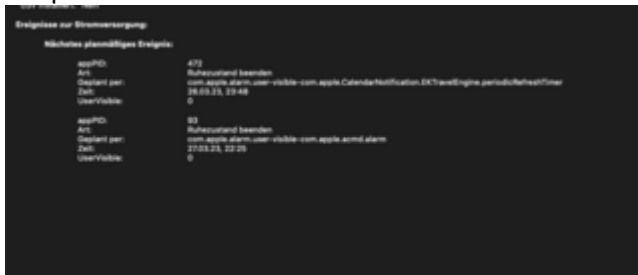 Ereignisse zur Stromversorgung:
Nächstes planmäßiges Ereignis:
appPID: 472
Art: Ruhezustand beenden
Geplant per: com.apple.alarm.user-visible-com.apple.CalendarNotification.EKTravelEngine.periodicRefreshTimer
Zeit: 26.03.23, 23:48
UserVisible: 0
appPID: 93
Art: Ruhezustand beenden
Geplant per: com.apple.alarm.user-visible-com.apple.acmd.alarm
Zeit: 27.03.23, 22:25
UserVisible: 0